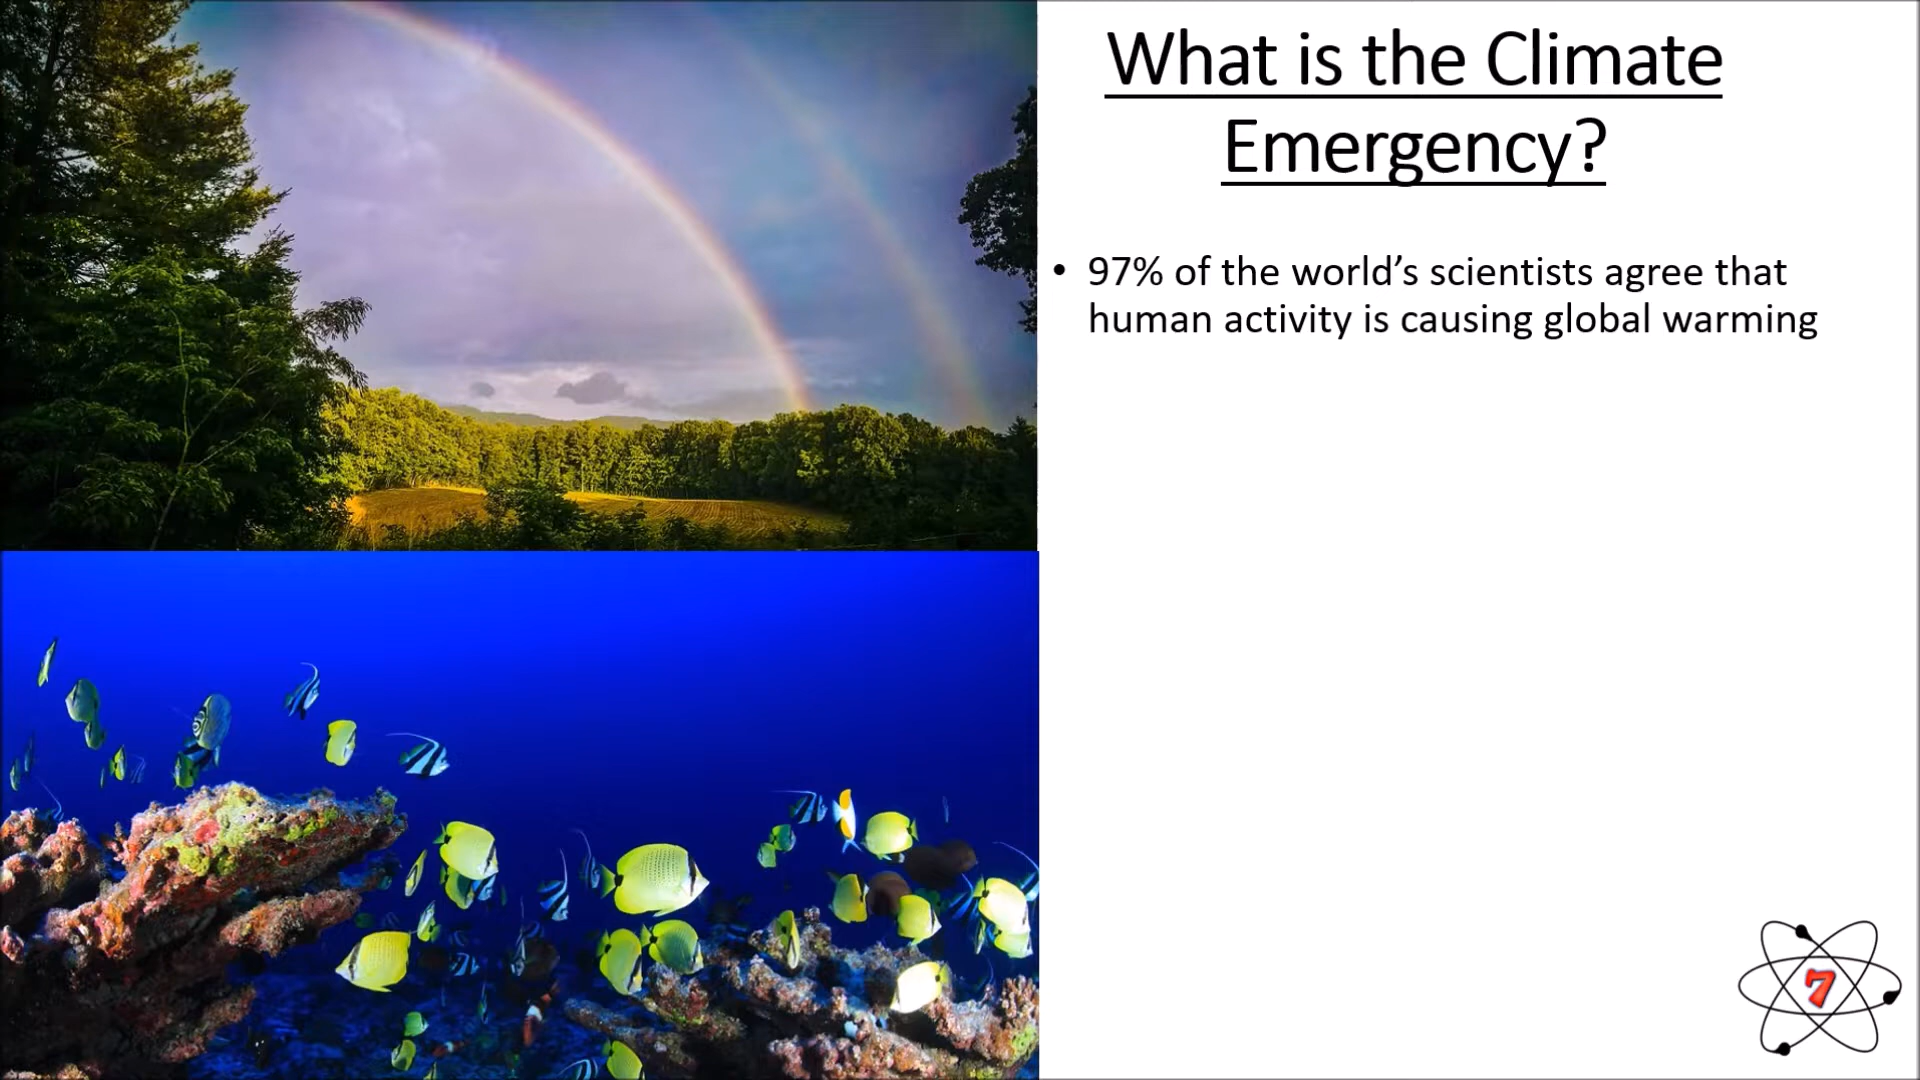 What is the Climate
Emergency?
• 97% of the world’s scientists agree that
human activity is causing global warming
7